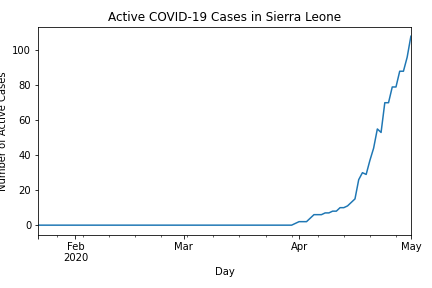 Active COVID-19 Cases in Sierra Leone
Number of Active Cases
100
80
60
40
20
0
Feb
2020
Mar
Apr
May
Day